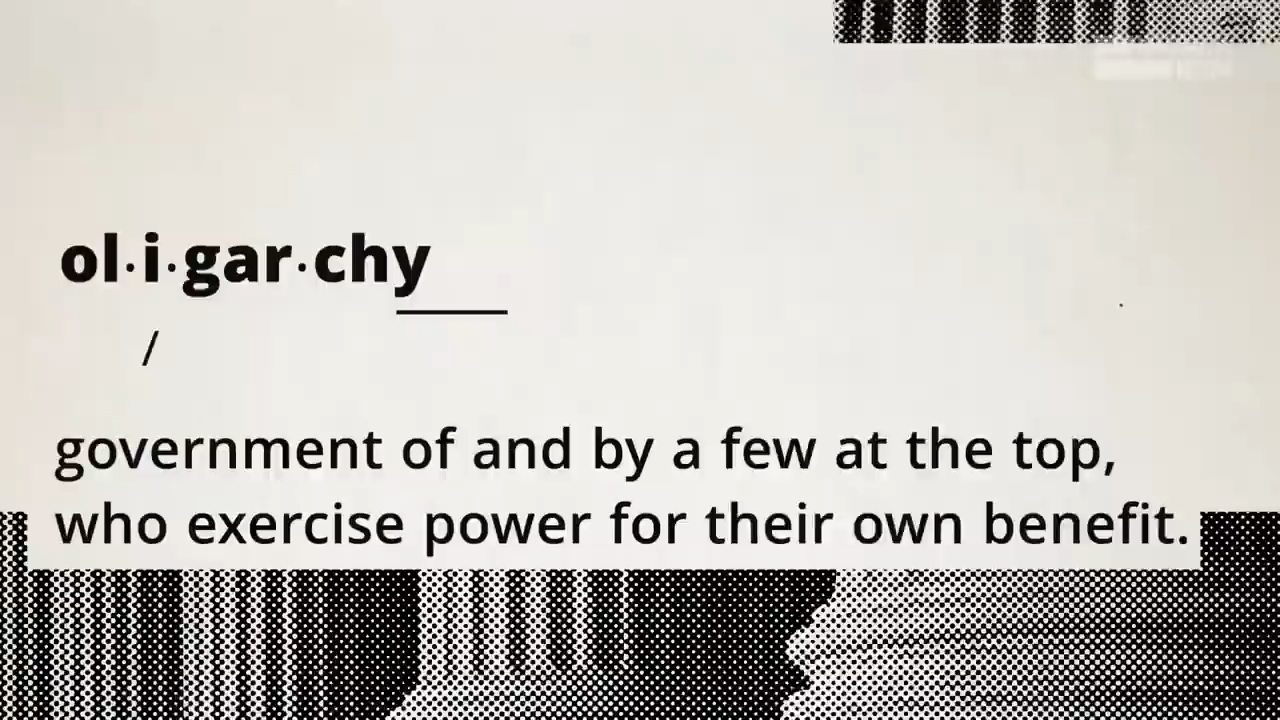 ol·i·gar·chy
/
government of and by a few at the top,
who exercise power for their own benefit.